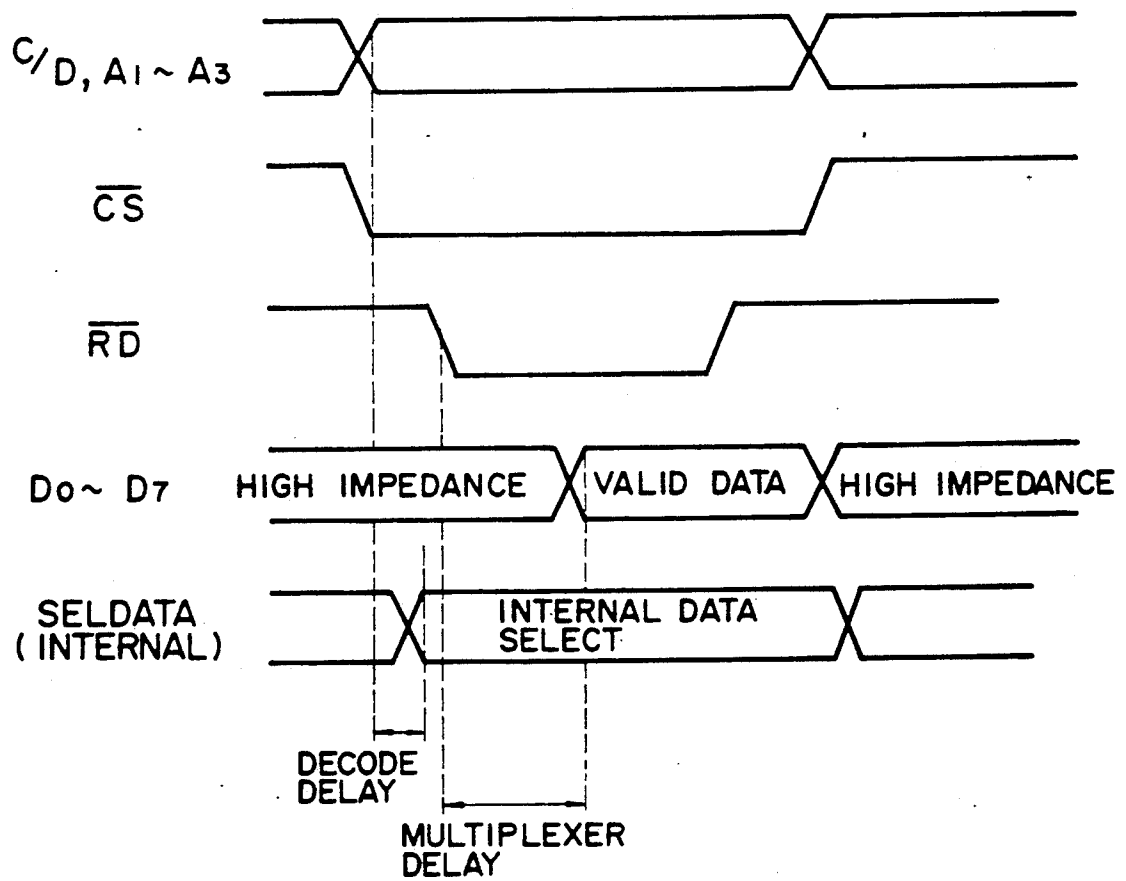 C/D, A1 ~ A3
CS
RD
D0 ~ D7
HIGH IMPEDANCE
VALID DATA
HIGH IMPEDANCE
SELDATA
(INTERNAL)
INTERNAL DATA
SELECT
DECODE
DELAY
MULTIPLEXER
DELAY